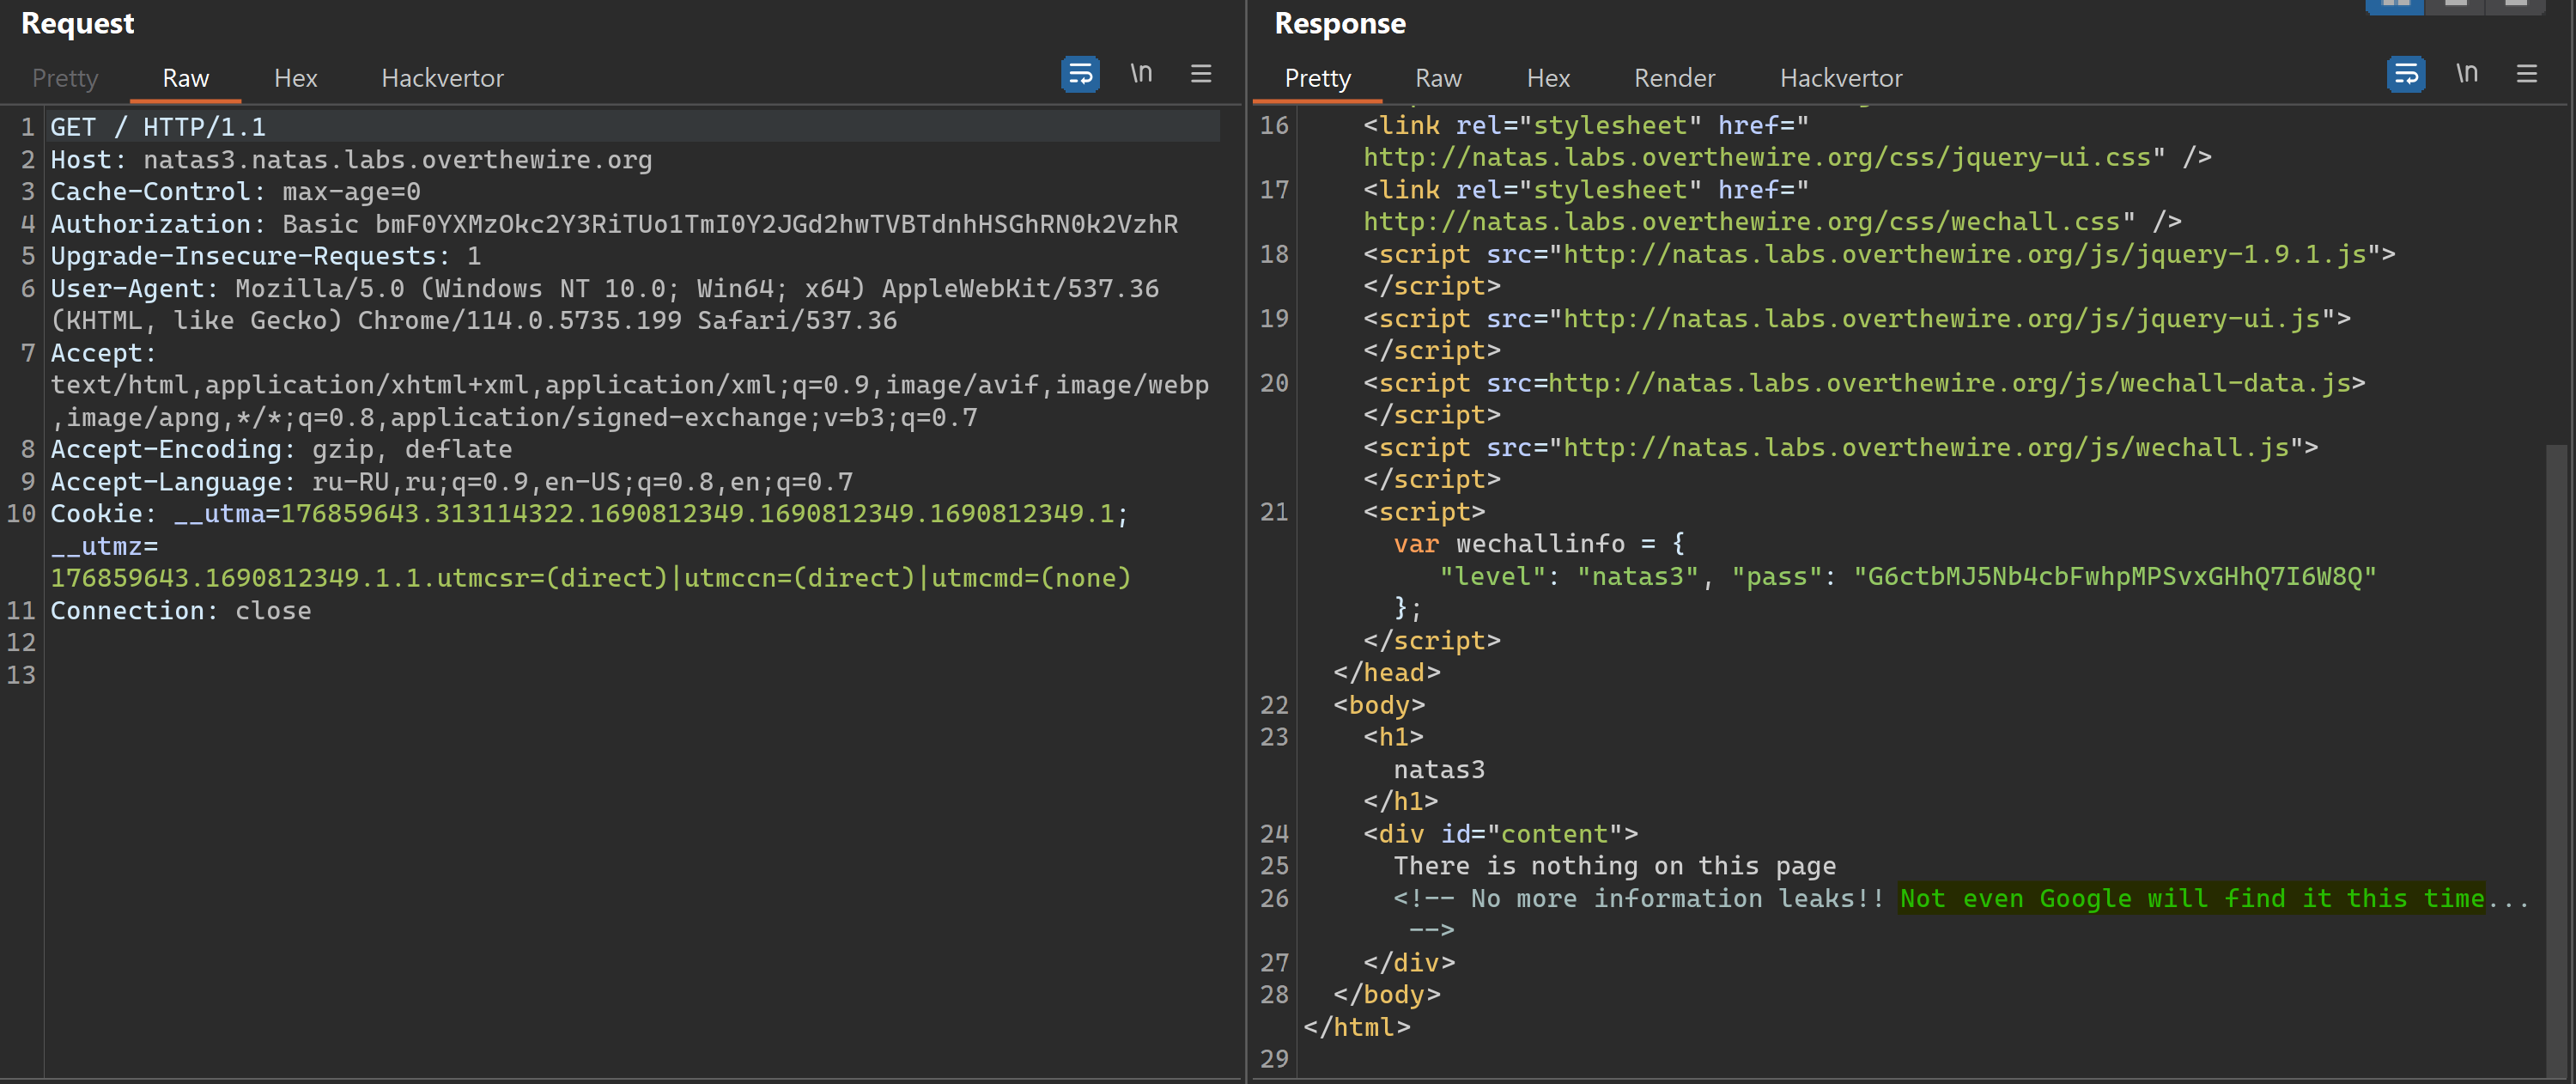 Request
Pretty Raw Hex Hackvertor \n
1 GET / HTTP/1.1
2 Host: natas3.natas.labs.overthewire.org
3 Cache-Control: max-age=0
4 Authorization: Basic bmF0YXMzOkc2Y3RiTUo1TmI0Y2JGd2hwTVBTdnhHSGhRN0k2VzhR
5 Upgrade-Insecure-Requests: 1
6 User-Agent: Mozilla/5.0 (Windows NT 10.0; Win64; x64) AppleWebKit/537.36
(KHTML, like Gecko) Chrome/114.0.5735.199 Safari/537.36
7 Accept:
text/html,application/xhtml+xml,application/xml;q=0.9,image/avif,image/webp
,image/apng,*/*;q=0.8,application/signed-exchange;v=b3;q=0.7
8 Accept-Encoding: gzip, deflate
9 Accept-Language: ru-RU,ru;q=0.9,en-US;q=0.8,en;q=0.7
10 Cookie: __utma=176859643.313114322.1690812349.1690812349.1690812349.1;
__utmz=
176859643.1690812349.1.1.utmcsr=(direct)|utmccn=(direct)|utmcmd=(none)
11 Connection: close
12
13
Response
Pretty Raw Hex Render Hackvertor \n
16 <link rel="stylesheet" href="
http://natas.labs.overthewire.org/css/jquery-ui.css" />
17 <link rel="stylesheet" href="
http://natas.labs.overthewire.org/css/wechall.css" />
18 <script src="http://natas.labs.overthewire.org/js/jquery-1.9.1.js">
</script>
19 <script src="http://natas.labs.overthewire.org/js/jquery-ui.js">
</script>
20 <script src=http://natas.labs.overthewire.org/js/wechall-data.js>
</script>
<script src="http://natas.labs.overthewire.org/js/wechall.js">
</script>
21 <script>
var wechallinfo = {
"level": "natas3", "pass": "G6ctbMJ5Nb4cbFwhpMPSvxGHhQ7I6W8Q"
};
</script>
</head>
22 <body>
23 <h1>
natas3
</h1>
24 <div id="content">
25 There is nothing on this page
26 <!-- No more information leaks!! Not even Google will find it this time...
-->
27 </div>
28 </body>
</html>
29